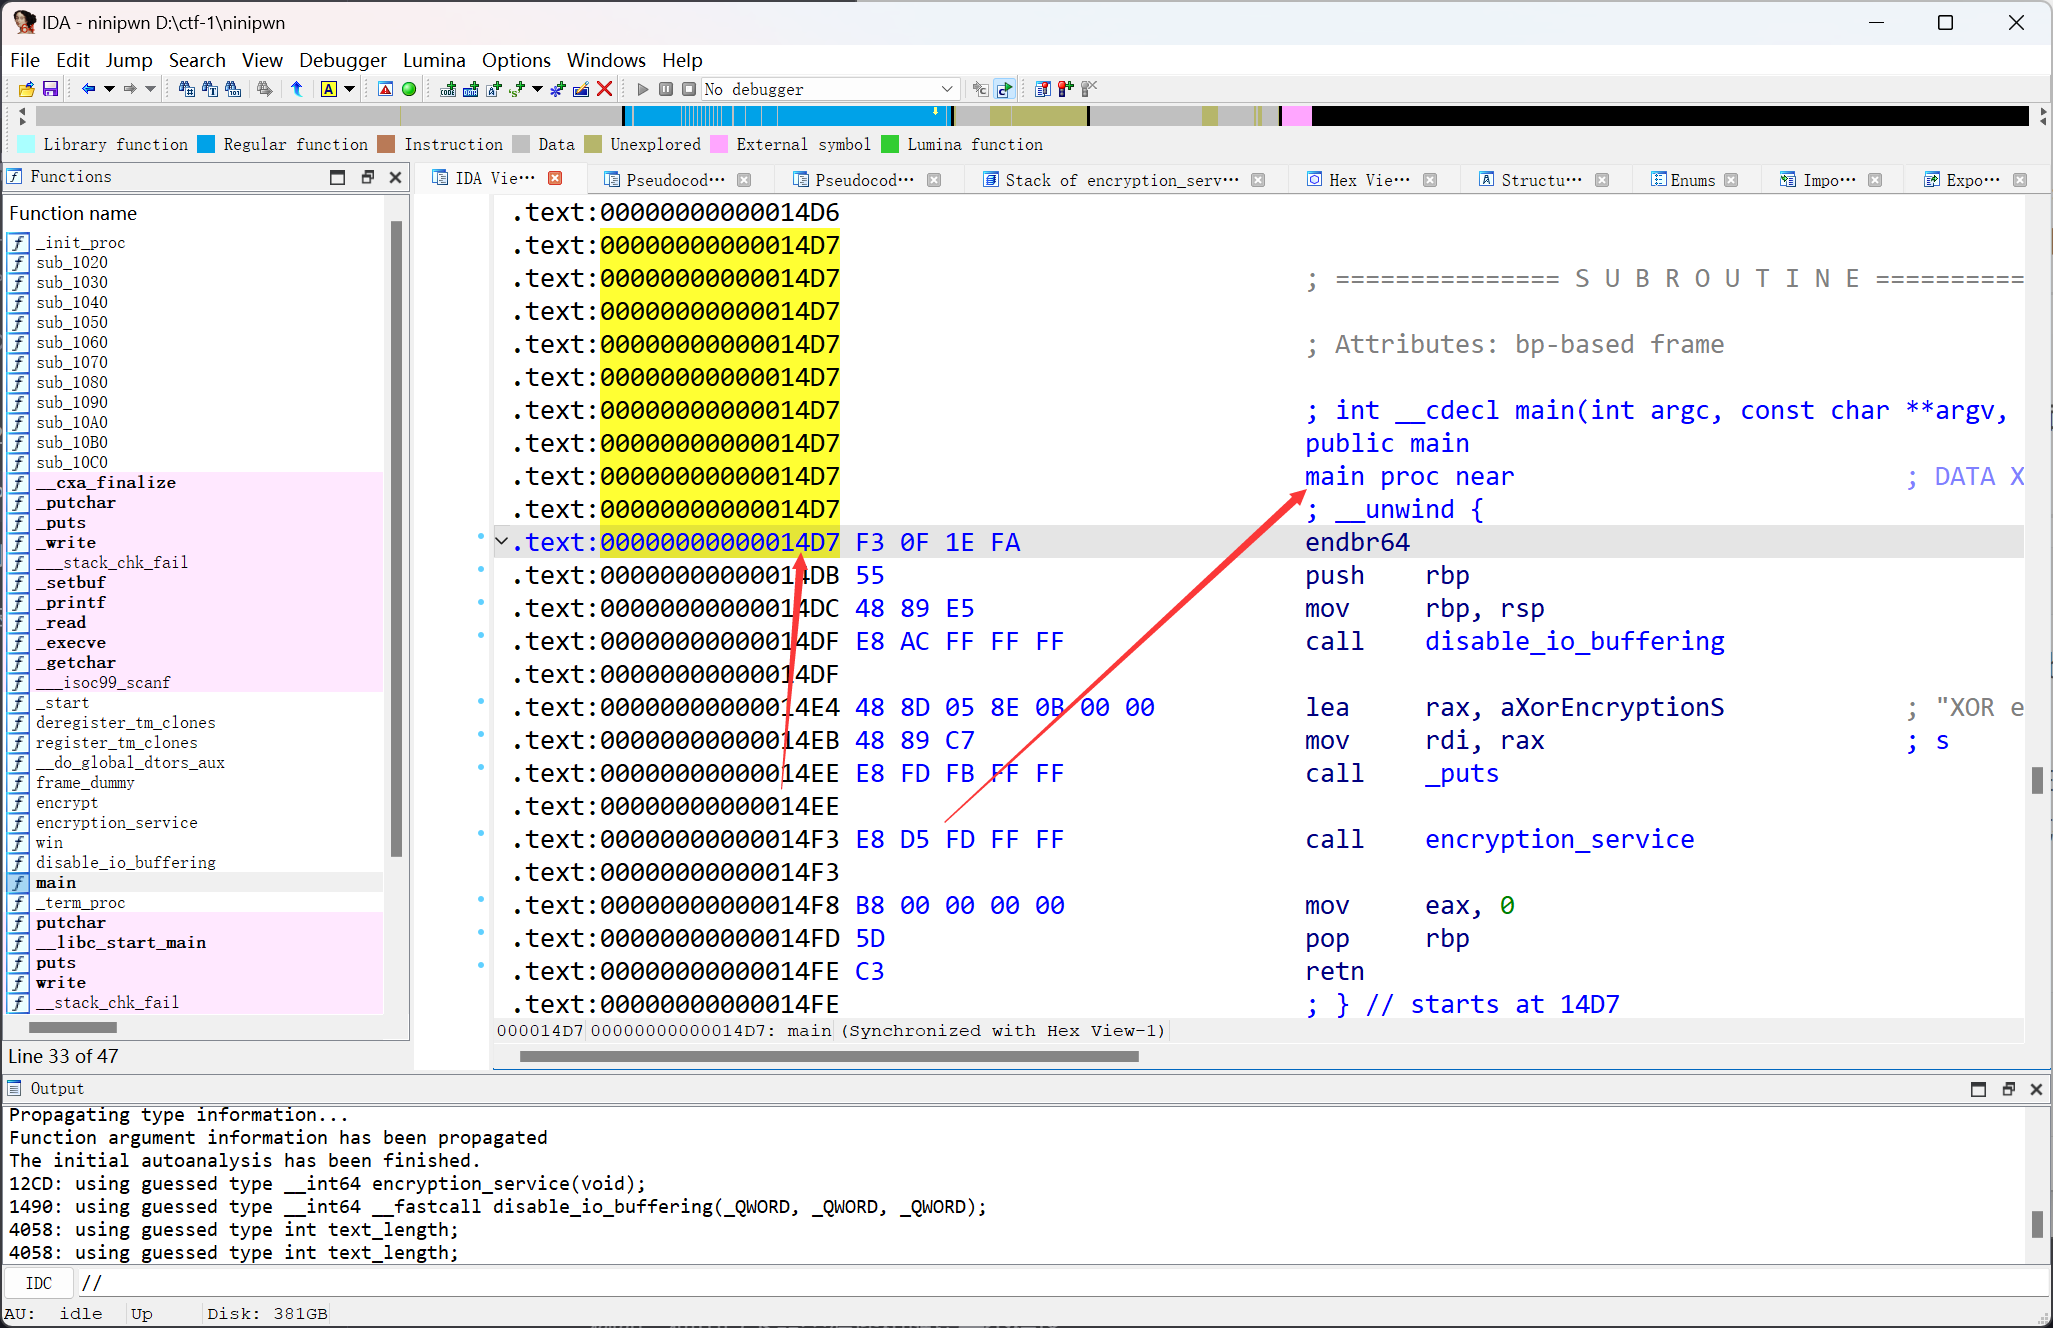 IDA - ninipwn D:\ctf-1\ninipwn
File Edit Jump Search View Debugger Lumina Options Windows Help
No debugger
Library function Regular function Instruction Data Unexplored External symbol Lumina function
Functions
IDA Vie··· Pseudocod··· Pseudocod··· Stack of encryption_serv··· Hex Vie··· Structu··· Enums Impo··· Expo···
Function name
_init_proc
sub_1020
sub_1030
sub_1040
sub_1050
sub_1060
sub_1070
sub_1080
sub_1090
sub_10A0
sub_10B0
sub_10C0
__cxa_finalize
_putchar
_puts
_write
___stack_chk_fail
_setbuf
_printf
_read
_execve
_getchar
___isoc99_scanf
_start
deregister_tm_clones
register_tm_clones
__do_global_dtors_aux
frame_dummy
encrypt
encryption_service
win
disable_io_buffering
main
_term_proc
putchar
__libc_start_main
puts
write
__stack_chk_fail
Line 33 of 47
.text:00000000000014D6
.text:00000000000014D7
.text:00000000000014D7 ; =============== S U B R O U T I N E ==========
.text:00000000000014D7
.text:00000000000014D7 ; Attributes: bp-based frame
.text:00000000000014D7
.text:00000000000014D7 ; int __cdecl main(int argc, const char **argv,
.text:00000000000014D7 public main
.text:00000000000014D7 main proc near ; DATA X
.text:00000000000014D7 ; __unwind {
.text:00000000000014D7 F3 0F 1E FA endbr64
.text:00000000000014DB 55 push rbp
.text:00000000000014DC 48 89 E5 mov rbp, rsp
.text:00000000000014DF E8 AC FF FF FF call disable_io_buffering
.text:00000000000014DF
.text:00000000000014E4 48 8D 05 8E 0B 00 00 lea rax, aXorEncryptionS ; "XOR e
.text:00000000000014EB 48 89 C7 mov rdi, rax ; s
.text:00000000000014EE E8 FD FB FF FF call _puts
.text:00000000000014EE
.text:00000000000014F3 E8 D5 FD FF FF call encryption_service
.text:00000000000014F3
.text:00000000000014F8 B8 00 00 00 00 mov eax, 0
.text:00000000000014FD 5D pop rbp
.text:00000000000014FE C3 retn
.text:00000000000014FE ; } // starts at 14D7
000014D7 00000000000014D7: main (Synchronized with Hex View-1)
Output
Propagating type information...
Function argument information has been propagated
The initial autoanalysis has been finished.
12CD: using guessed type __int64 encryption_service(void);
1490: using guessed type __int64 __fastcall disable_io_buffering(_QWORD, _QWORD, _QWORD);
4058: using guessed type int text_length;
4058: using guessed type int text_length;
IDC //
AU: idle Up Disk: 381GB